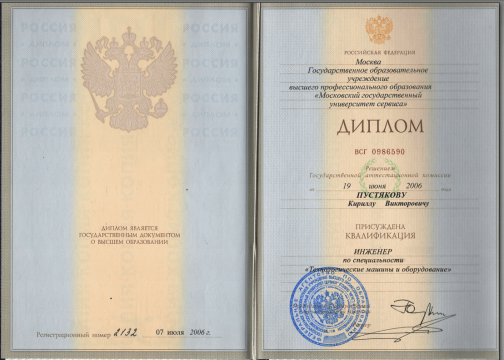 ДИПЛОМ ЯВЛЯЕТСЯ
ГОСУДАРСТВЕННЫМ ДОКУМЕНТОМ
О ВЫСШЕМ ОБРАЗОВАНИИ
Регистрационный номер 2132 07 июля 2006 г.
РОССИЙСКАЯ ФЕДЕРАЦИЯ
Москва
Государственное образовательное
учреждение
высшего профессионального образования
«Московский государственный
университет сервиса»
ДИПЛОМ
ВСГ 0986590
Решением
Государственной аттестационной комиссии
от 19 июня 2006 года
ПУСТЯКОВУ
Кириллу Викторовичу
ПРИСУЖДЕНА
КВАЛИФИКАЦИЯ
ИНЖЕНЕР
по специальности
машины и оборудование»